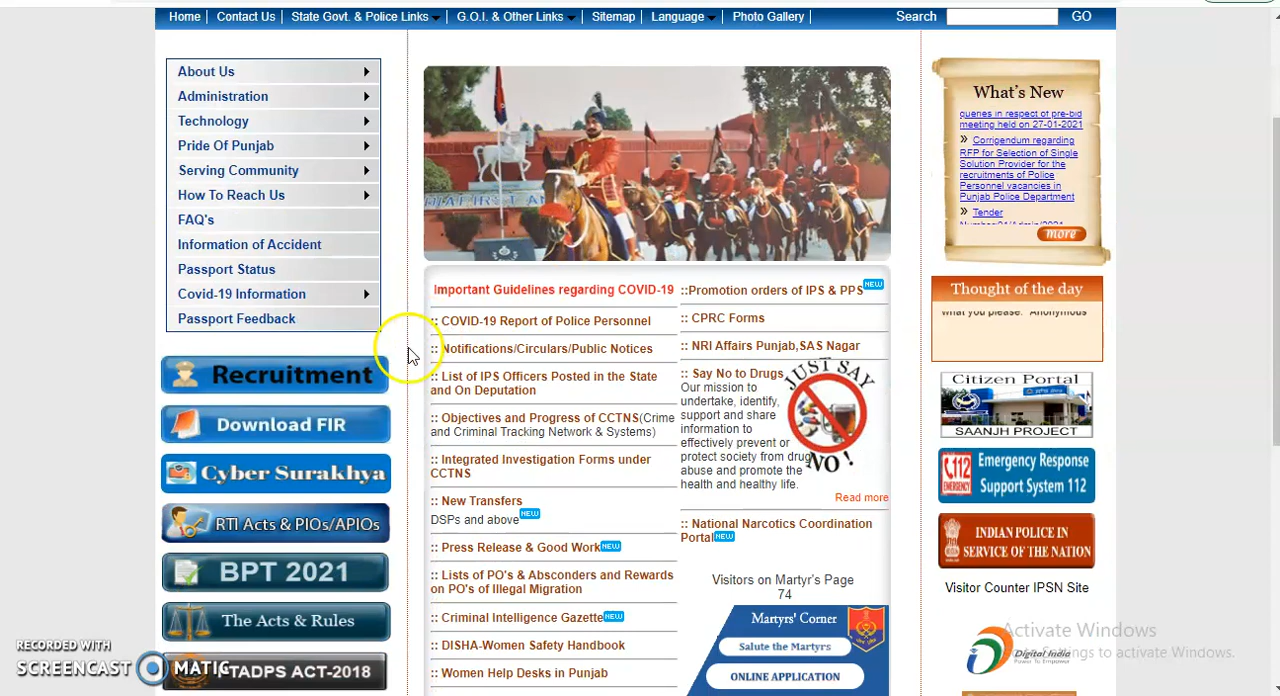 Home
Contact Us
State Govt. & Police Links
G.O.I. & Other Links
Sitemap
Language
Photo Gallery
Search
GO
About Us
Administration
Technology
Pride Of Punjab
Serving Community
How To Reach Us
FAQ's
Information of Accident
Passport Status
Covid-19 Information
Passport Feedback
Recruitment
Download FIR
Cyber Surakhya
RTI Acts & PIOs/APIOs
BPT 2021
The Acts & Rules
TADPS ACT-2018
Important Guidelines regarding COVID-19
:: COVID-19 Report of Police Personnel
:: Notifications/Circulars/Public Notices
:: List of IPS Officers Posted in the State
and On Deputation
:: Objectives and Progress of CCTNS(Crime
and Criminal Tracking Network & Systems)
:: Integrated Investigation Forms under
CCTNS
:: New Transfers
DSPs and above NEW
:: Press Release & Good Work NEW
:: Lists of PO's & Absconders and Rewards
on PO's of Illegal Migration
:: Criminal Intelligence Gazette NEW
:: DISHA-Women Safety Handbook
:: Women Help Desks in Punjab
::Promotion orders of IPS & PPS NEW
:: CPRC Forms
:: NRI Affairs Punjab,SAS Nagar
:: Say No to Drugs
Our mission to
undertake, identify,
support and share
information to
effectively prevent or
protect society from drug
abuse and promote the
health and healthy life.
JUST SAY
NO!
Read more
:: National Narcotics Coordination
Portal NEW
Visitors on Martyr's Page
74
Martyrs' Corner
Salute the Martyrs
ONLINE APPLICATION
What's New
queries in respect of pre-bid
meeting held on 27-01-2021
» Corrigendum regarding
RFP for Selection of Single
Solution Provider for the
recruitments of Police
Personnel vacancies in
Punjab Police Department
» Tender
more
Thought of the day
what you please. Anonymous
Citizen Portal
SAANJH PROJECT
112
EMERGENCY
Emergency Response
Support System 112
INDIAN POLICE IN
SERVICE OF THE NATION
Visitor Counter IPSN Site
Digital India
Power To Empower
Activate Windows
Settings to activate Windows.
RECORDED WITH
SCREENCAST MATIC